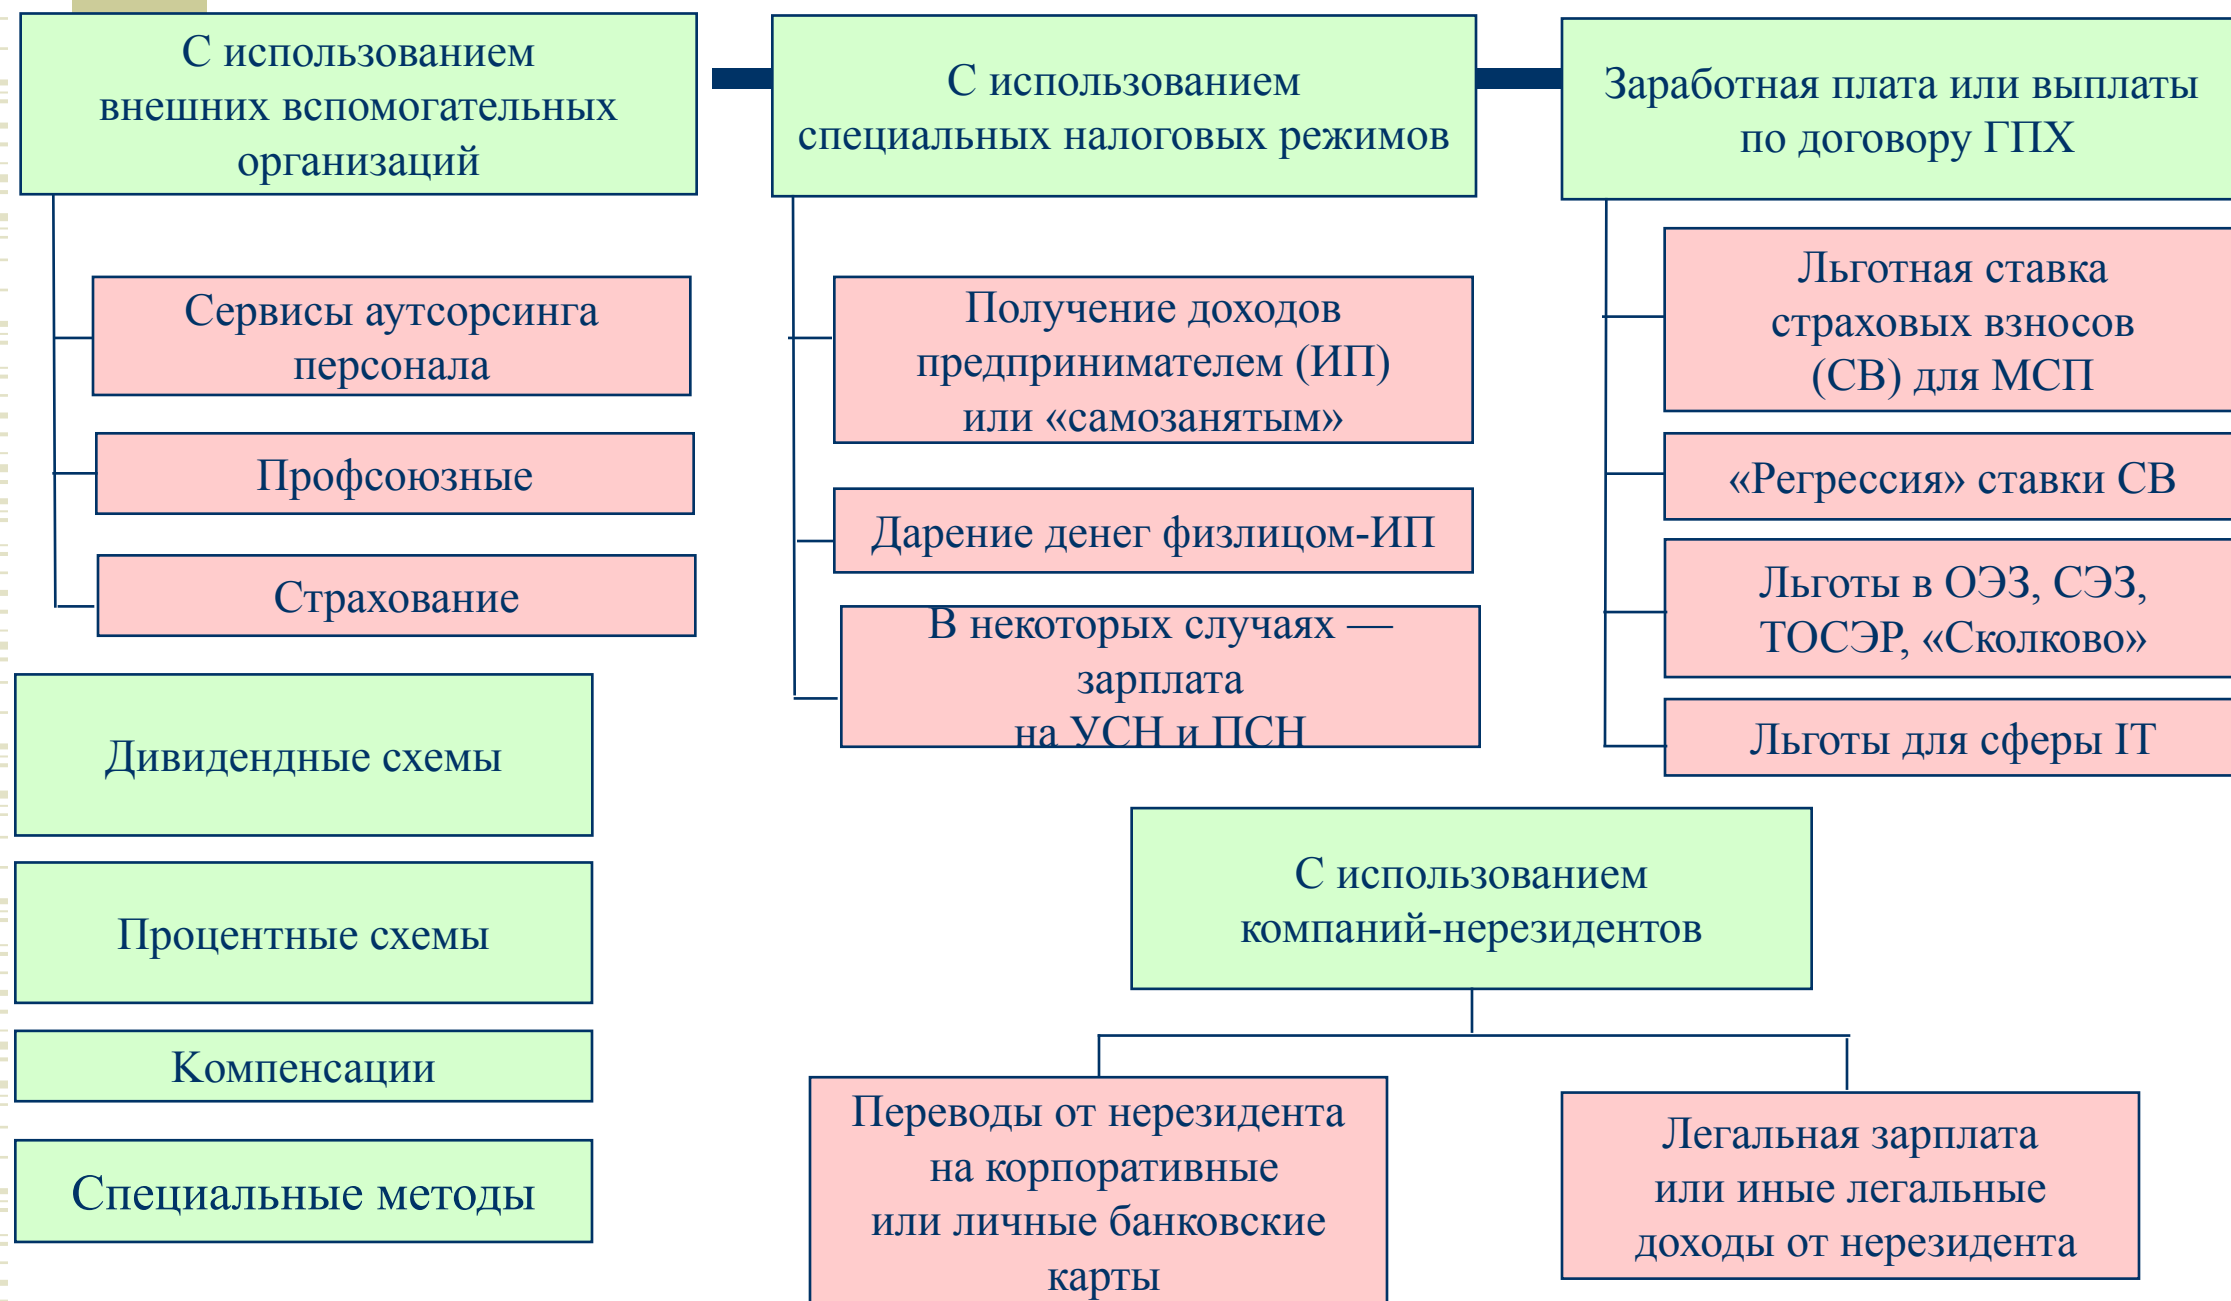 С использованием
внешних вспомогательных
организаций
Сервисы аутсорсинга
персонала
Профсоюзные
Страхование
С использованием
специальных налоговых режимов
Получение доходов
предпринимателем (ИП)
или «самозанятым»
Дарение денег физлицом-ИП
В некоторых случаях —
зарплата
на УСН и ПСН
Заработная плата или выплаты
по договору ГПХ
Льготная ставка
страховых взносов
(СВ) для МСП
«Регрессия» ставки СВ
Льготы в ОЭЗ, СЭЗ,
ТОСЭР, «Сколково»
Льготы для сферы IT
Дивидендные схемы
Процентные схемы
Компенсации
Специальные методы
С использованием
компаний-нерезидентов
Переводы от нерезидента
на корпоративные
или личные банковские
карты
Легальная зарплата
или иные легальные
доходы от нерезидента